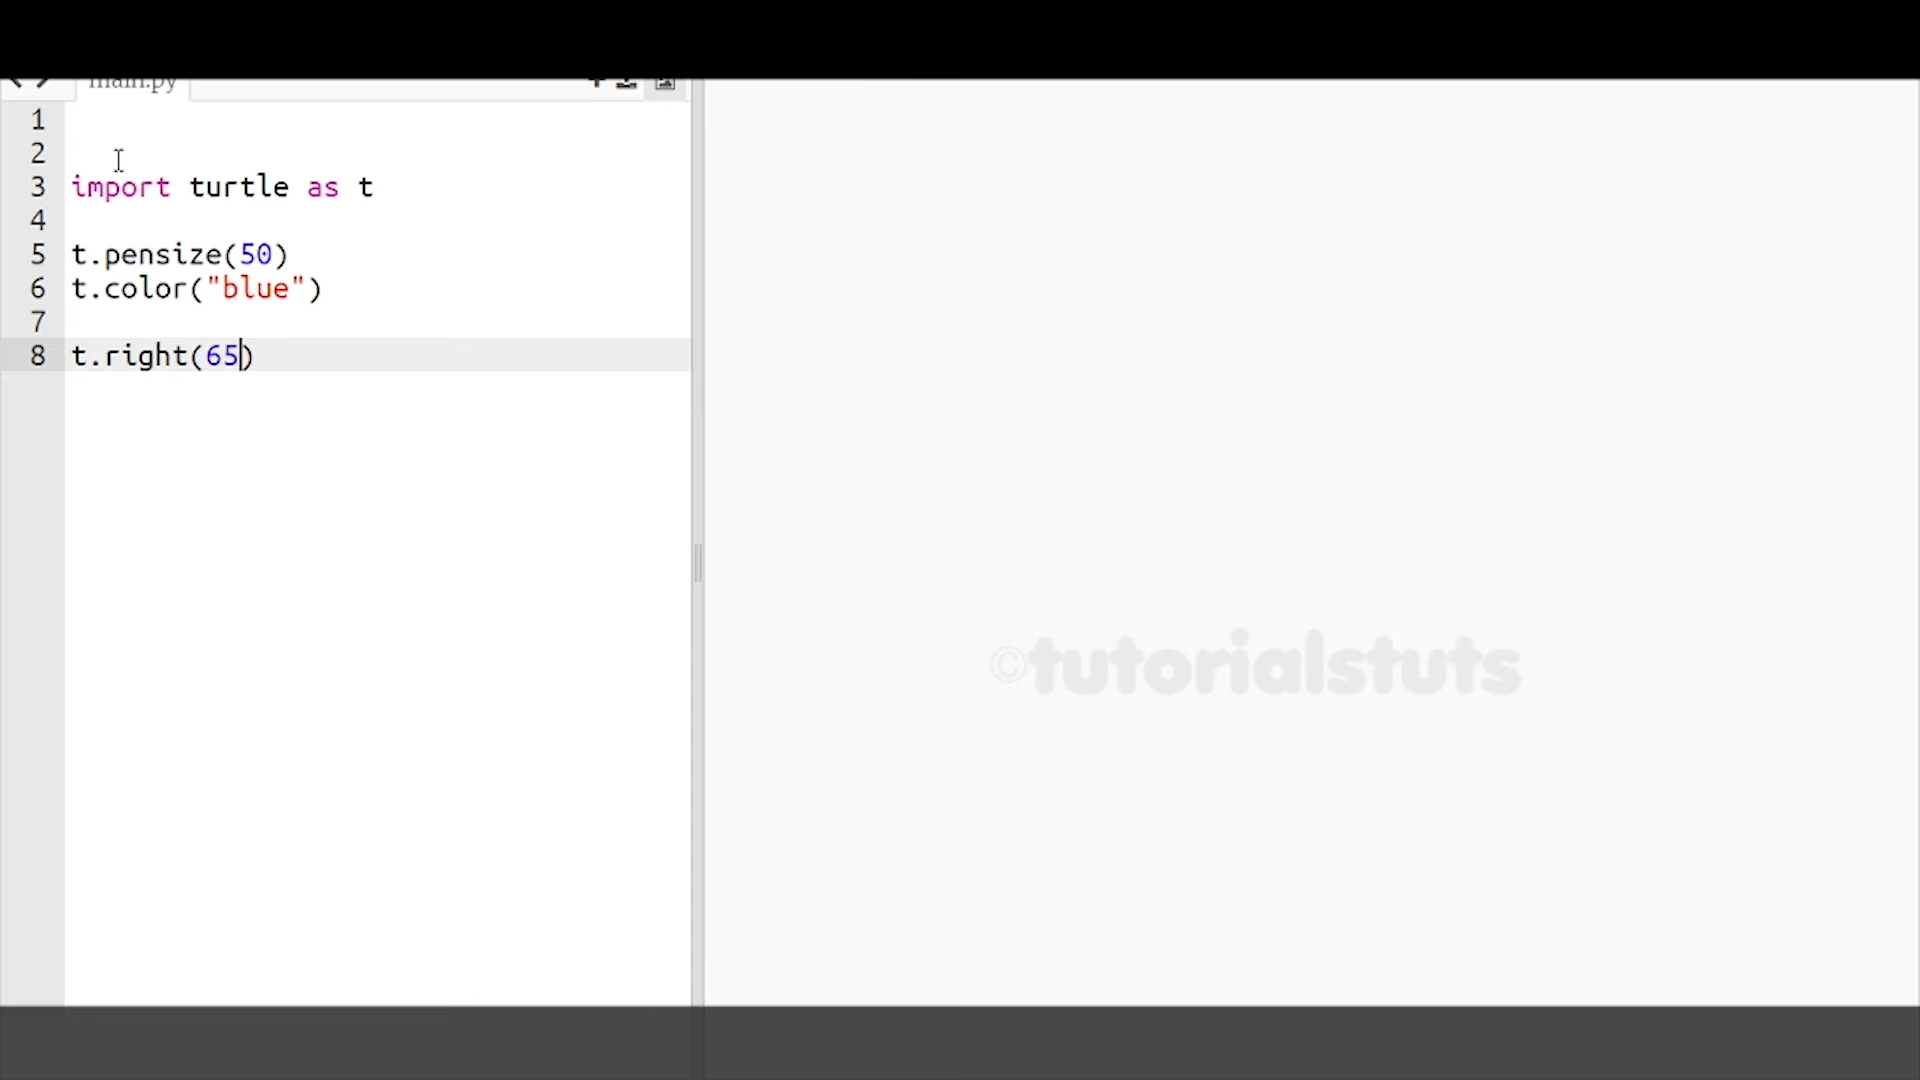 main.py
1
2
3 import turtle as t
4
5 t.pensize(50)
6 t.color("blue")
7
8 t.right(65)
©tutorialstuts